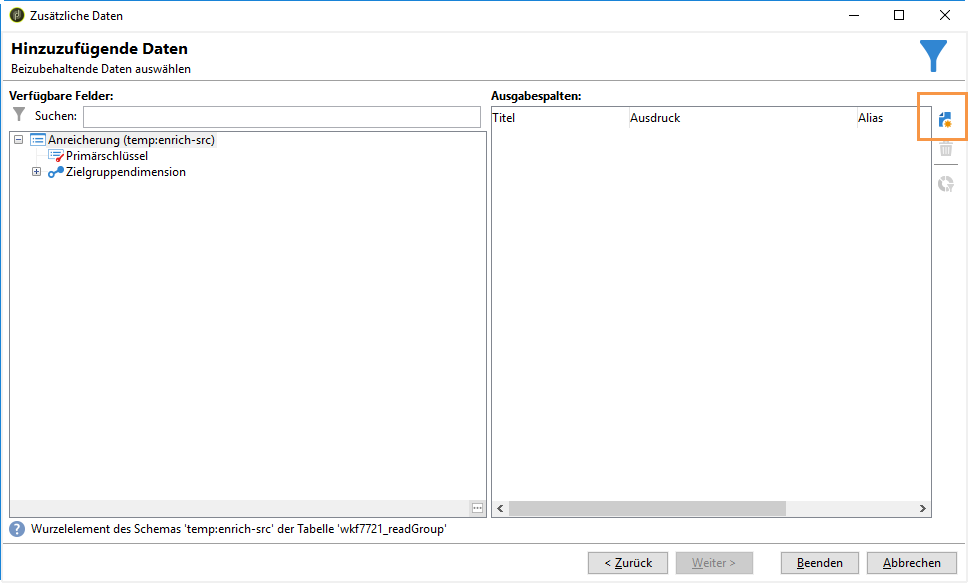 Zusätzliche Daten
Hinzuzufügende Daten
Beizubehaltende Daten auswählen
Verfügbare Felder:
Suchen:
Anreicherung (temp:enrich-src)
Primärschlüssel
Zielgruppendimension
Ausgabespalten:
Titel Ausdruck Alias
Wurzelelement des Schemas 'temp:enrich-src' der Tabelle 'wkf7721_readGroup'
< Zurück Weiter > Beenden Abbrechen